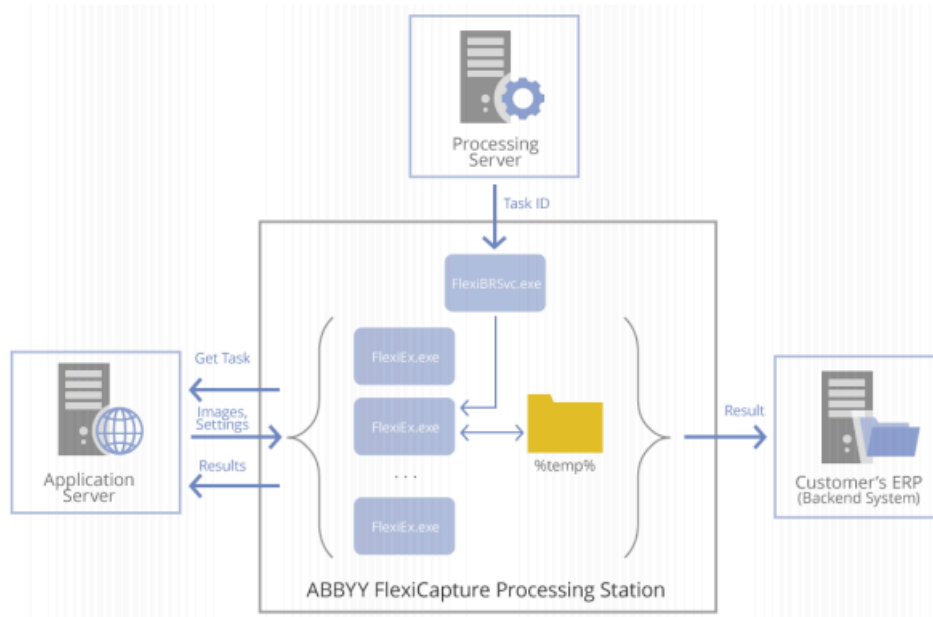 Processing
Server
Task ID
FlexiBRSvc.exe
FlexiEx.exe
Get Task
Images,
Settings
FlexiEx.exe
Result
%temp%
Results
Application
Server
. . .
Customer's ERP
(Backend System)
FlexiEx.exe
ABBYY FlexiCapture Processing Station